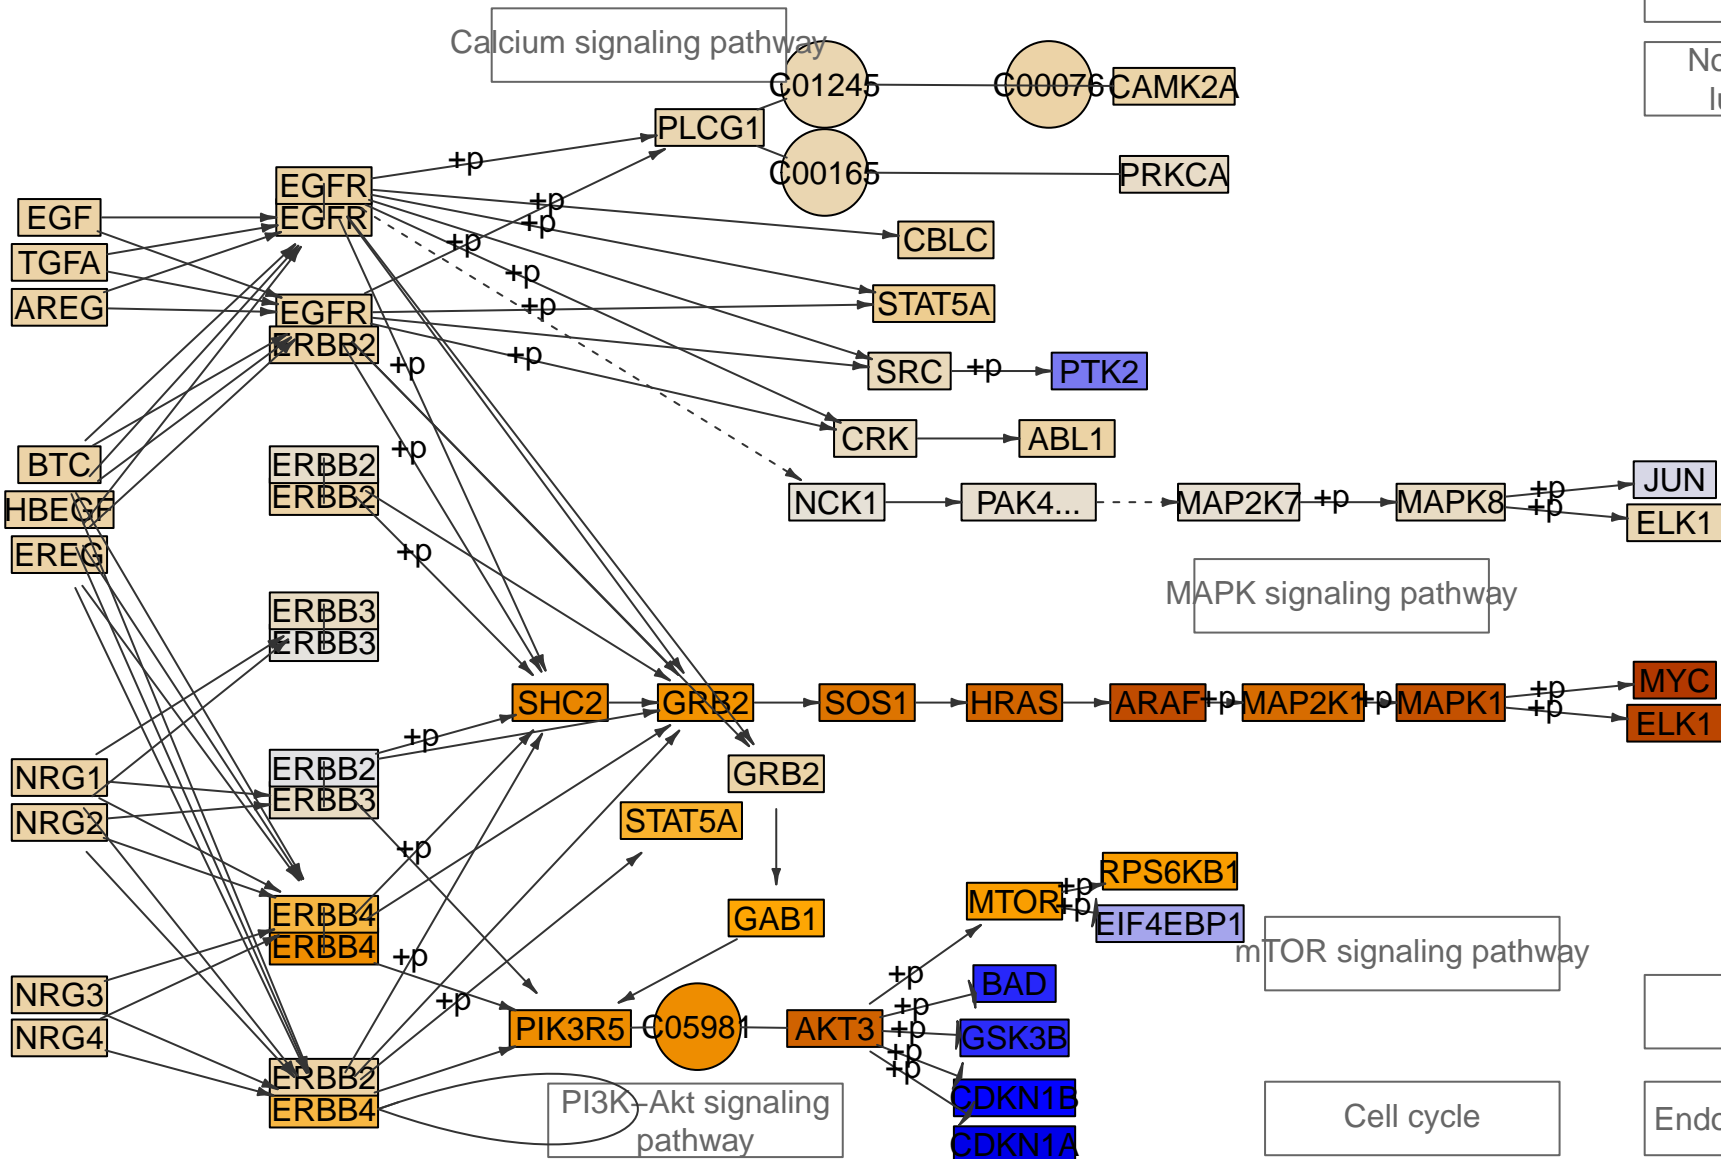 Calcium signaling pathway
C01245
C00076
CAMK2A
No
lu
PLCG1
C00165
PRKCA
+p
EGFR
EGFR
EGF
TGFA
AREG
+p
+p
+p
+p
CBLC
STAT5A
EGFR
ERBB2
+p
+p
+p
SRC
+p
PTK2
CRK
ABL1
BTC
HBEGF
EREG
+p
ERBB2
ERBB2
+p
NCK1
PAK4...
MAP2K7
+p
MAPK8
+p
+p
JUN
ELK1
MAPK signaling pathway
ERBB3
ERBB3
SHC2
GRB2
SOS1
HRAS
ARAF
+p
MAP2K1
+p
MAPK1
+p
+p
MYC
ELK1
+p
ERBB2
ERBB3
NRG1
NRG2
GRB2
STAT5A
+p
ERBB4
ERBB4
GAB1
MTOR
+p
+p
RPS6KB1
EIF4EBP1
mTOR signaling pathway
+p
+p
NRG3
NRG4
PIK3R5
C05981
AKT3
+p
+p
+p
+p
+p
BAD
GSK3B
CDKN1B
CDKN1A
ERBB2
ERBB4
PI3K–Akt signaling
pathway
Cell cycle
Endo